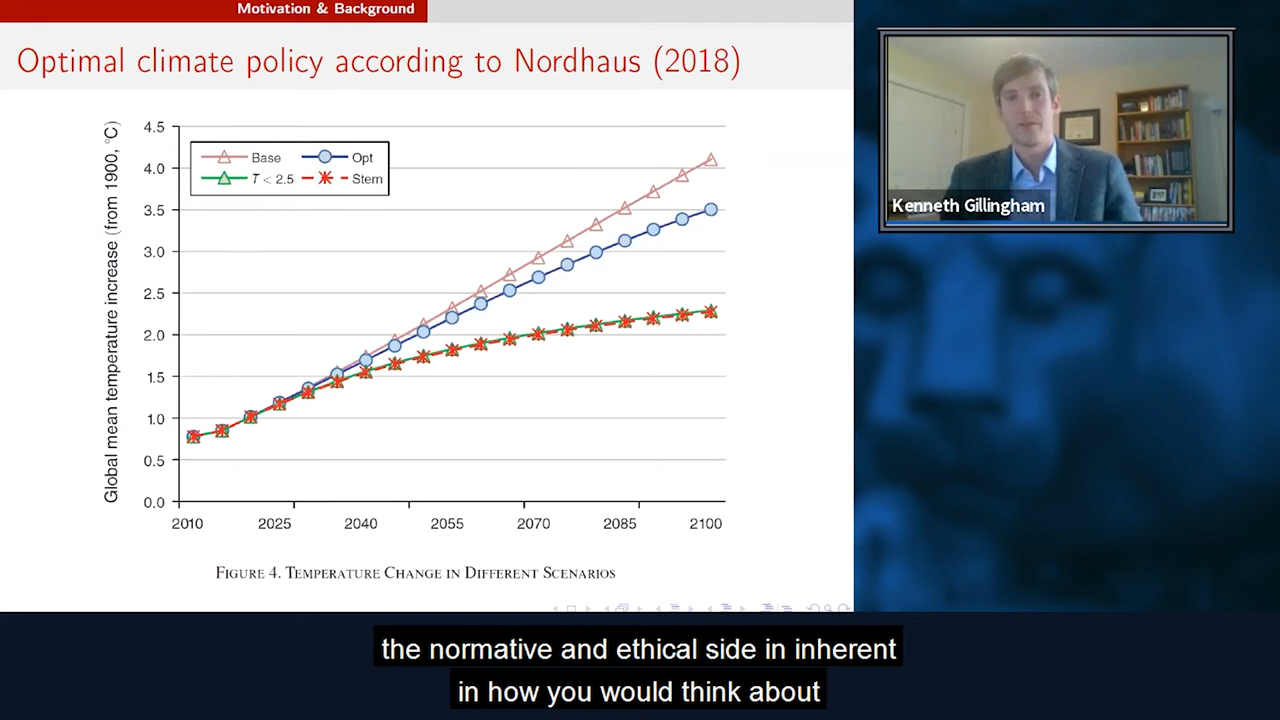 Motivation & Background
Optimal climate policy according to Nordhaus (2018)
Global mean temperature increase (from 1900, °C)
4.5
4.0
3.5
3.0
2.5
2.0
1.5
1.0
0.5
0.0
Base
Opt
T < 2.5
Stern
2010
2025
2040
2055
2070
2085
2100
FIGURE 4. TEMPERATURE CHANGE IN DIFFERENT SCENARIOS
Kenneth Gillingham
the normative and ethical side in inherent
in how you would think about